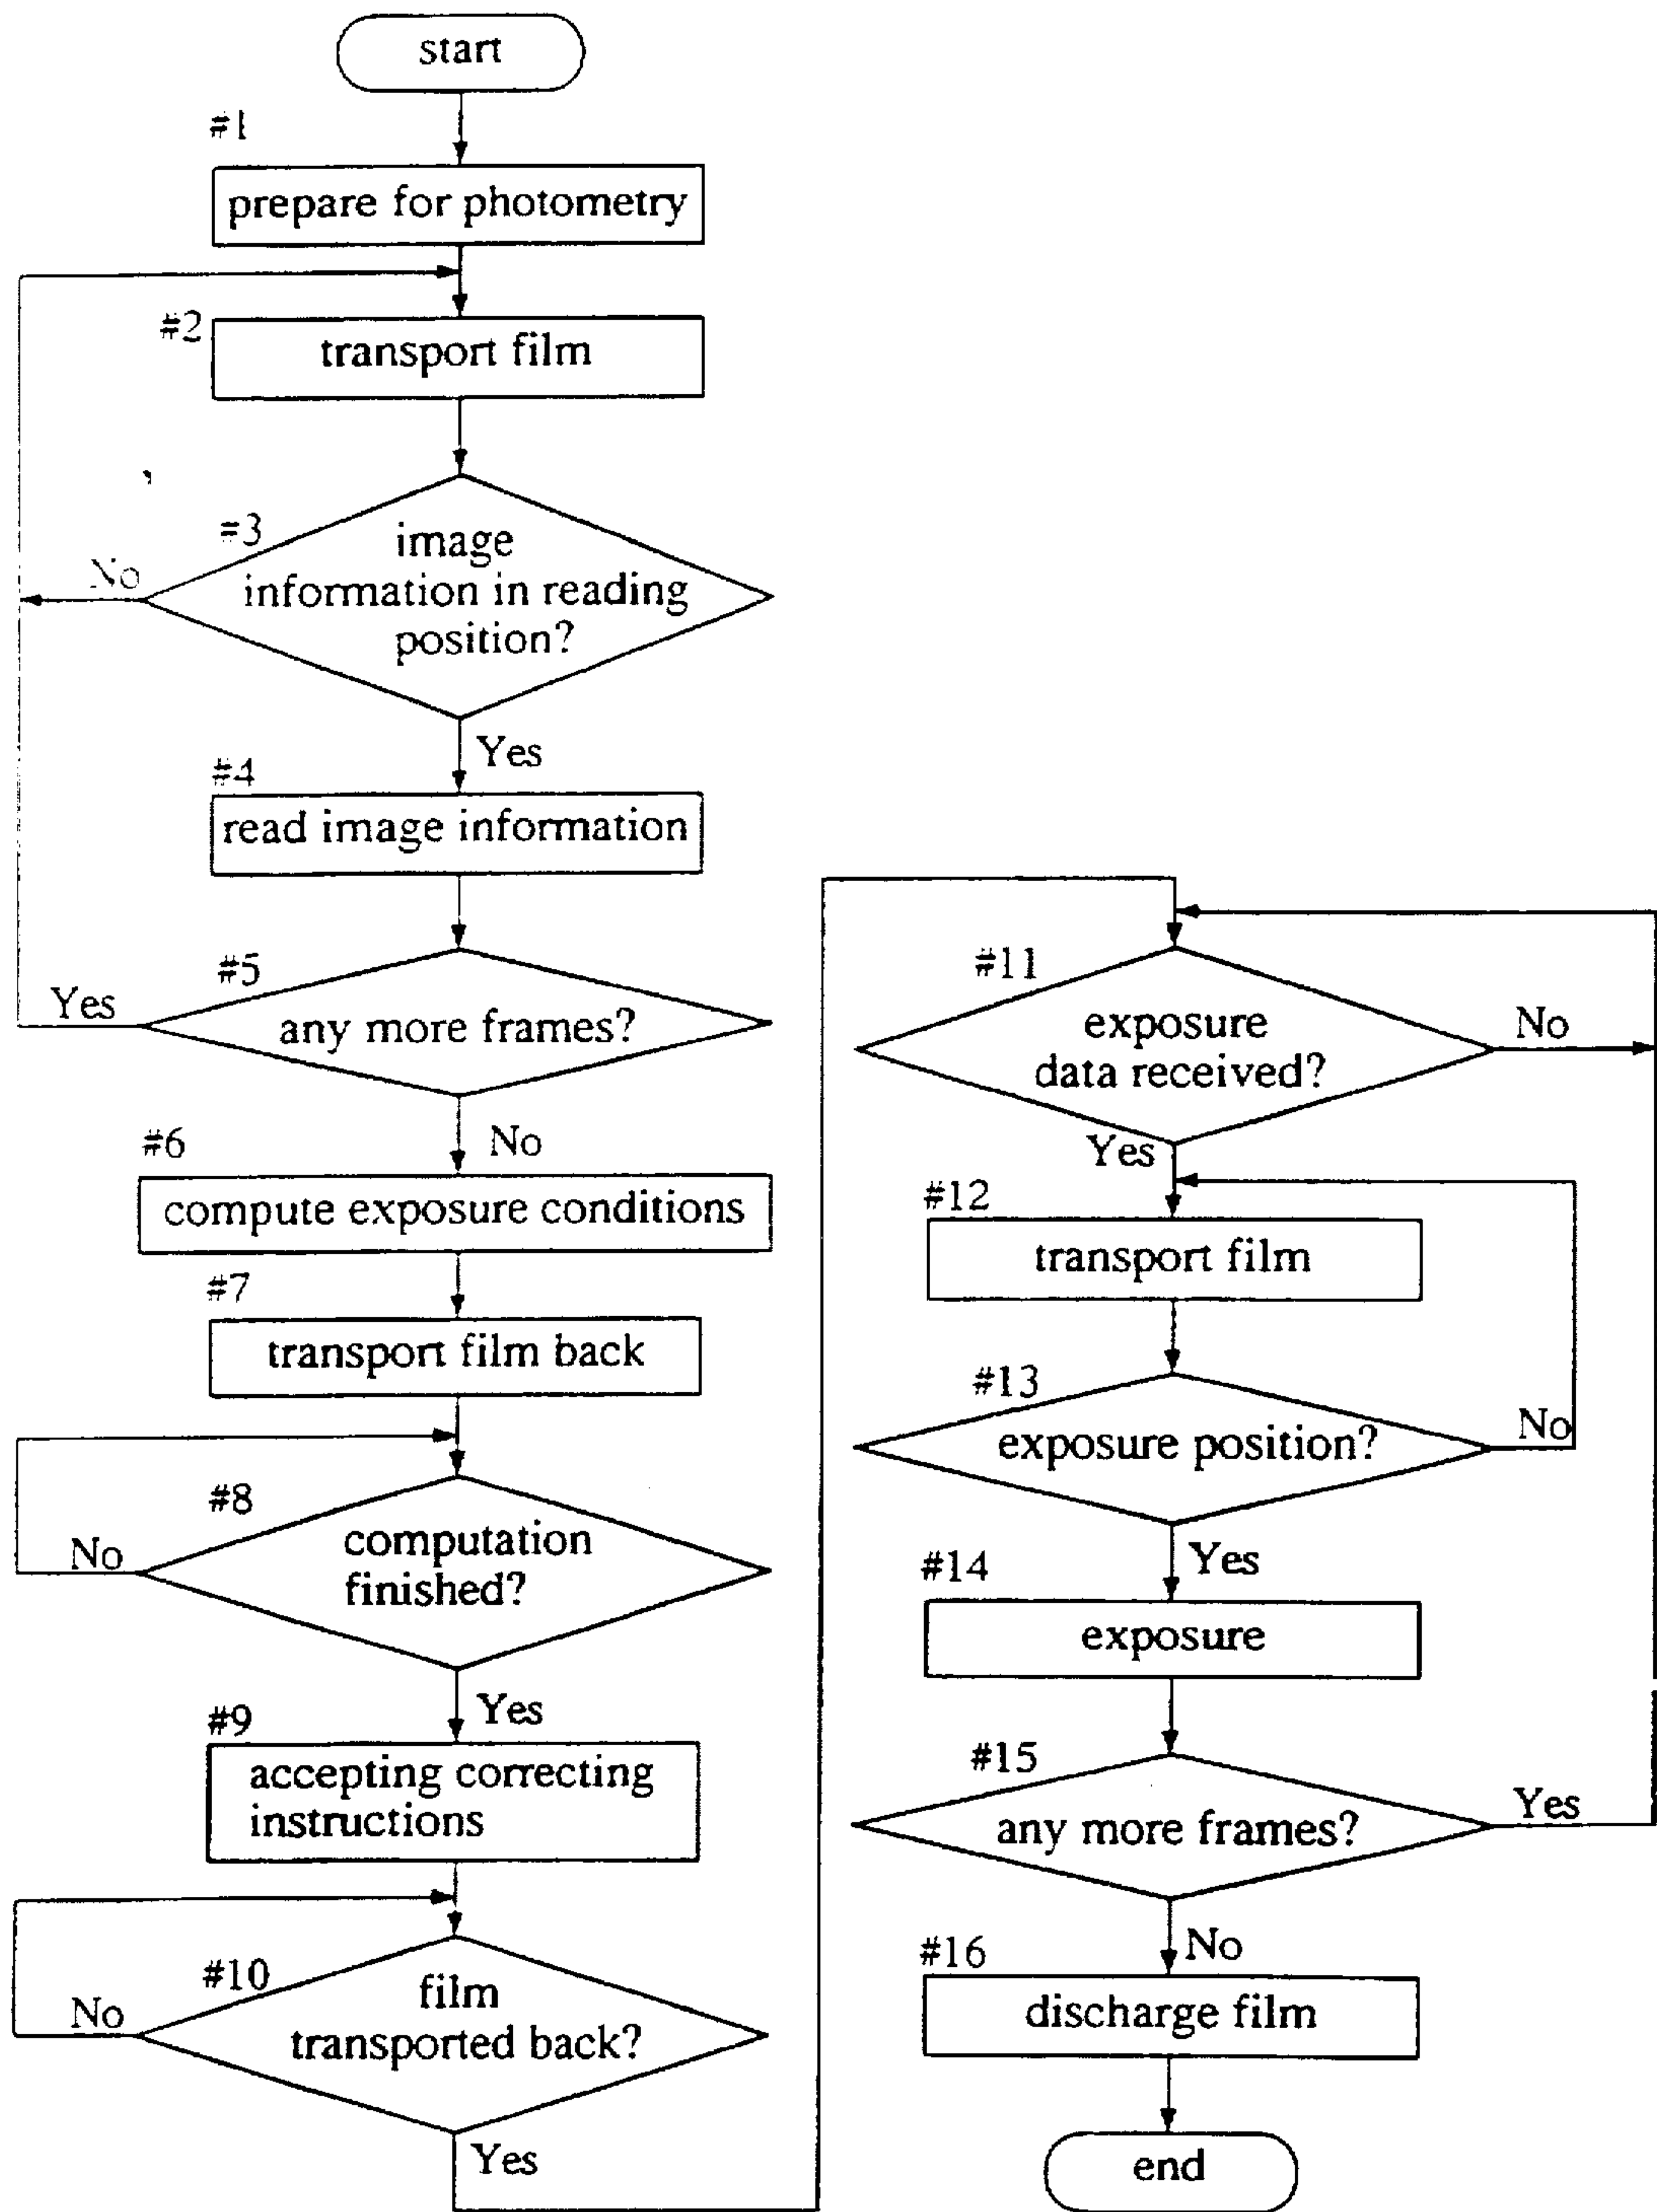 start
#1
prepare for photometry
#2
transport film
#3
image
information in reading
position?
No
Yes
#4
read image information
#5
any more frames?
Yes
No
#6
compute exposure conditions
#7
transport film back
#8
computation
finished?
No
Yes
#9
accepting correcting
instructions
#10
film
transported back?
No
Yes
#11
exposure
data received?
No
Yes
#12
transport film
#13
exposure position?
No
Yes
#14
exposure
#15
any more frames?
Yes
No
#16
discharge film
end